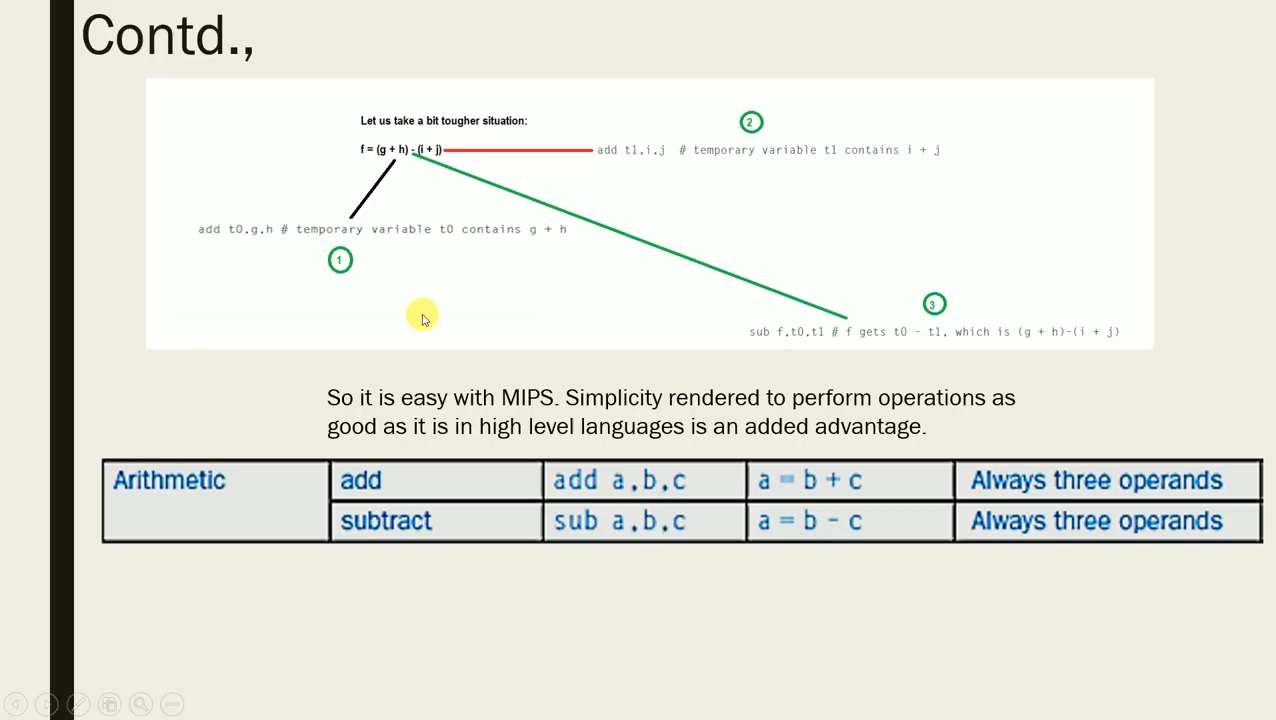 Contd.,
Let us take a bit tougher situation:
2
f = (g + h) - (i + j)
add t1,i,j # temporary variable t1 contains i + j
add t0,g,h # temporary variable t0 contains g + h
1
3
sub f,t0,t1 # f gets t0 - t1, which is (g + h)-(i + j)
So it is easy with MIPS. Simplicity rendered to perform operations as
good as it is in high level languages is an added advantage.
Arithmetic add add a,b,c a = b + c Always three operands
subtract sub a,b,c a = b - c Always three operands